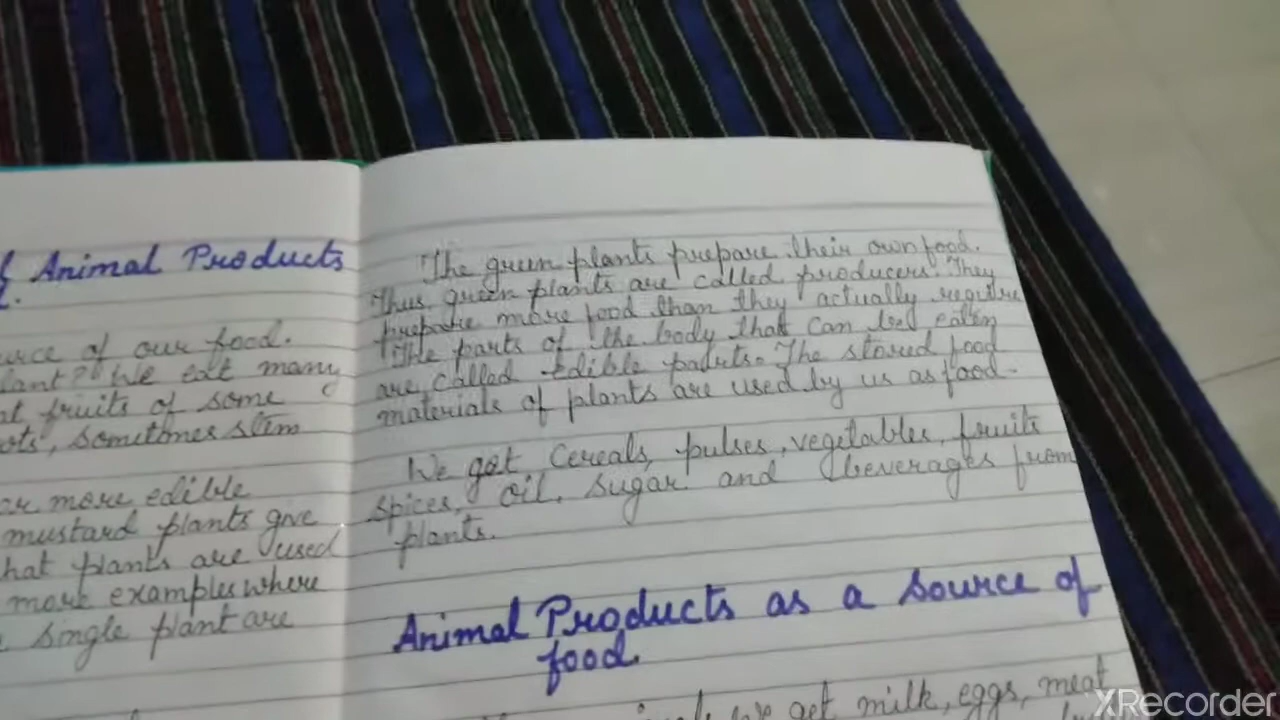 Animal Products
urce of our food.
lant? We eat many
at fruits of some
ots, sometimes stem
or more edible
mustard plants give
hat plants are used
more examples where
single plant are
The green plants prepare their own food.
Thus green plants are called producers. They
prepare more food than they actually require
The parts of the body that can be eaten
are called Edible parts. The stored food
materials of plants are used by us as food.
We get cereals, pulses, vegetables, fruits
spices, oil, sugar and beverages from
plants.
Animal Products as a source of
food.
we get milk, eggs, meat
XRecorder